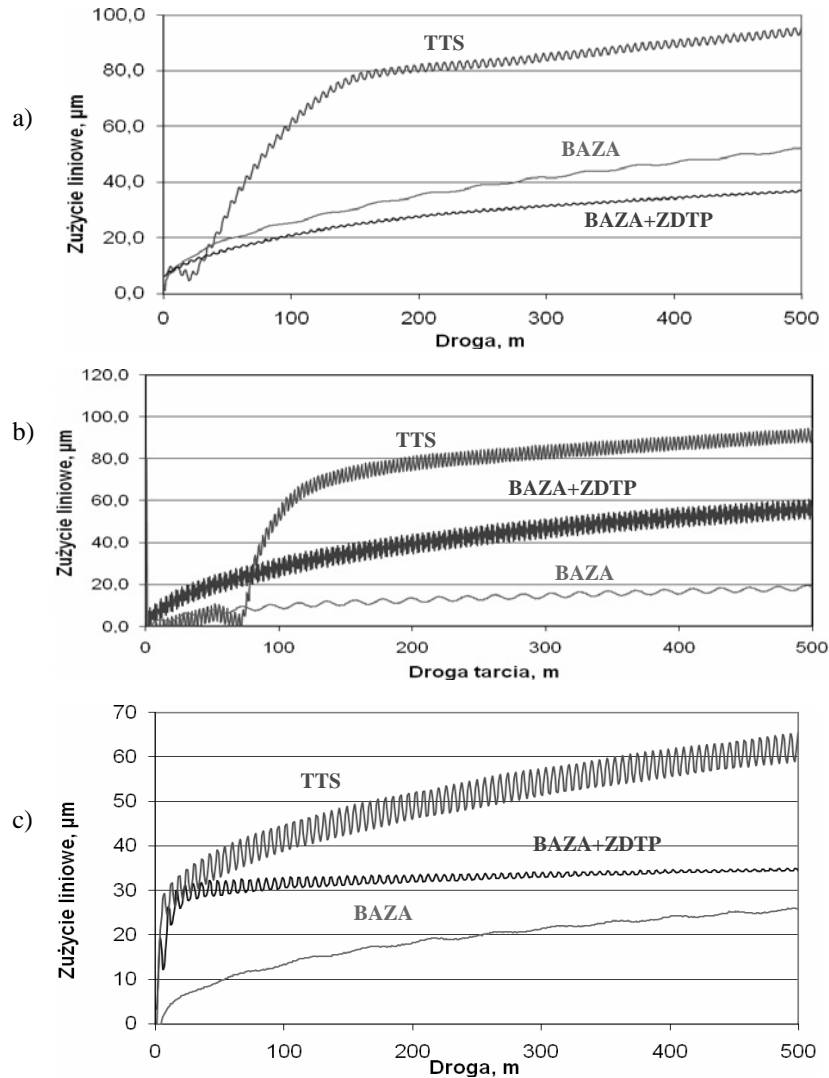 a)
Zużycie liniowe, µm
100,0
80,0
60,0
40,0
20,0
0,0
TTS
BAZA
BAZA+ZDTP
0 100 200 300 400 500
Droga, m
b)
Zużycie liniowe, µm
120,0
100,0
80,0
60,0
40,0
20,0
0,0
TTS
BAZA+ZDTP
BAZA
0 100 200 300 400 500
Droga tarcia, m
c)
Zużycie liniowe, µm
70
60
50
40
30
20
10
0
TTS
BAZA+ZDTP
BAZA
0 100 200 300 400 500
Droga, m